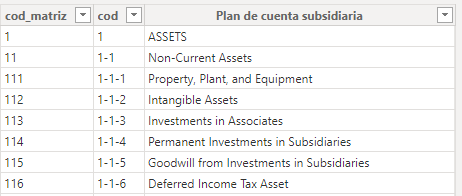 cod_matriz cod Plan de cuenta subsidiaria
1 1 ASSETS
11 1-1 Non-Current Assets
111 1-1-1 Property, Plant, and Equipment
112 1-1-2 Intangible Assets
113 1-1-3 Investments in Associates
114 1-1-4 Permanent Investments in Subsidiaries
115 1-1-5 Goodwill from Investments in Subsidiaries
116 1-1-6 Deferred Income Tax Asset